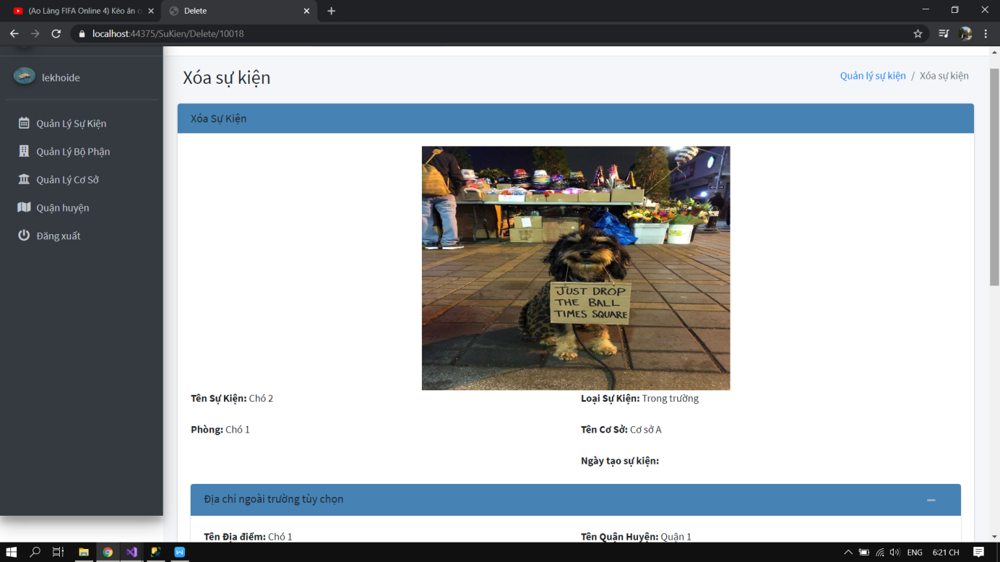 (Ao Làng FIFA Online 4) Kèo ăn
Delete
localhost:44375/SuKien/Delete/10018
lekhoide
Quản Lý Sự Kiện
Quản Lý Bộ Phận
Quản Lý Cơ Sở
Quận huyện
Đăng xuất
Xóa sự kiện
Quản lý sự kiện / Xóa sự kiện
Xóa Sự Kiện
JUST DROP
THE BALL
TIMES SQUARE
Tên Sự Kiện: Chó 2
Loại Sự Kiện: Trong trường
Phòng: Chó 1
Tên Cơ Sở: Cơ sở A
Ngày tạo sự kiện:
Địa chỉ ngoài trường tùy chọn
Tên Địa điểm: Chó 1
Tên Quận Huyện: Quận 1
ENG
6:21 CH